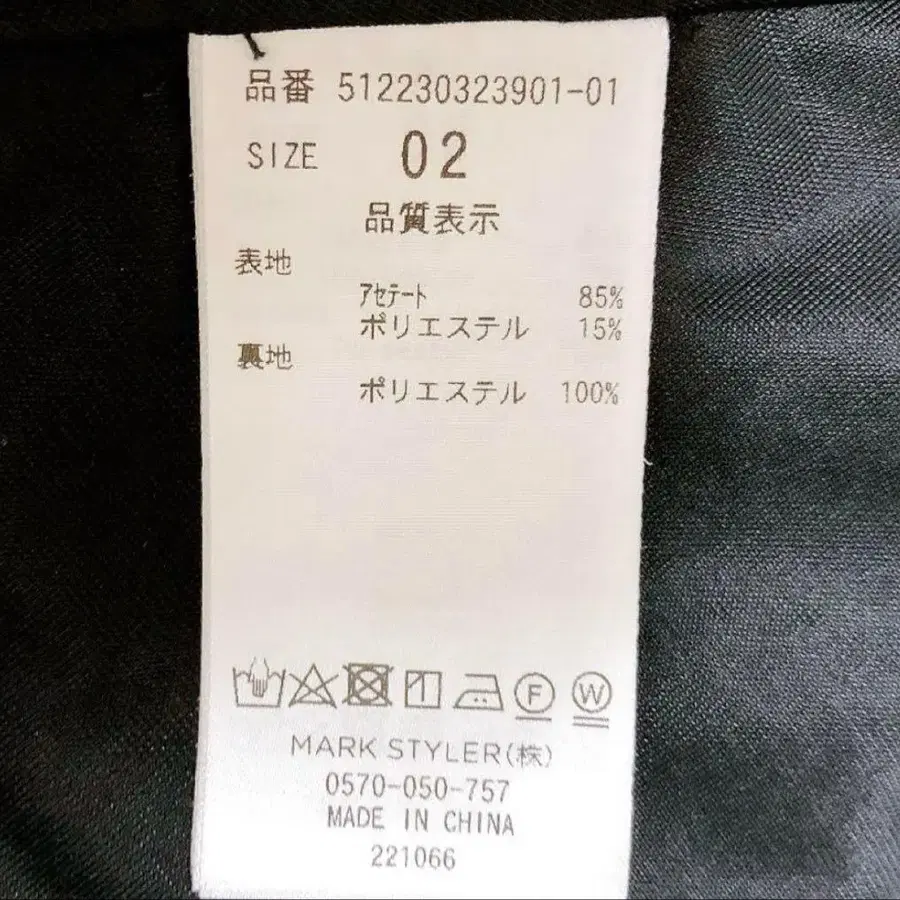 品番 512230323901-01
SIZE 02
品質表示
表地
アセテート 85%
ポリエステル 15%
裏地
ポリエステル 100%
F W
MARK STYLER(株)
0570-050-757
MADE IN CHINA
221066